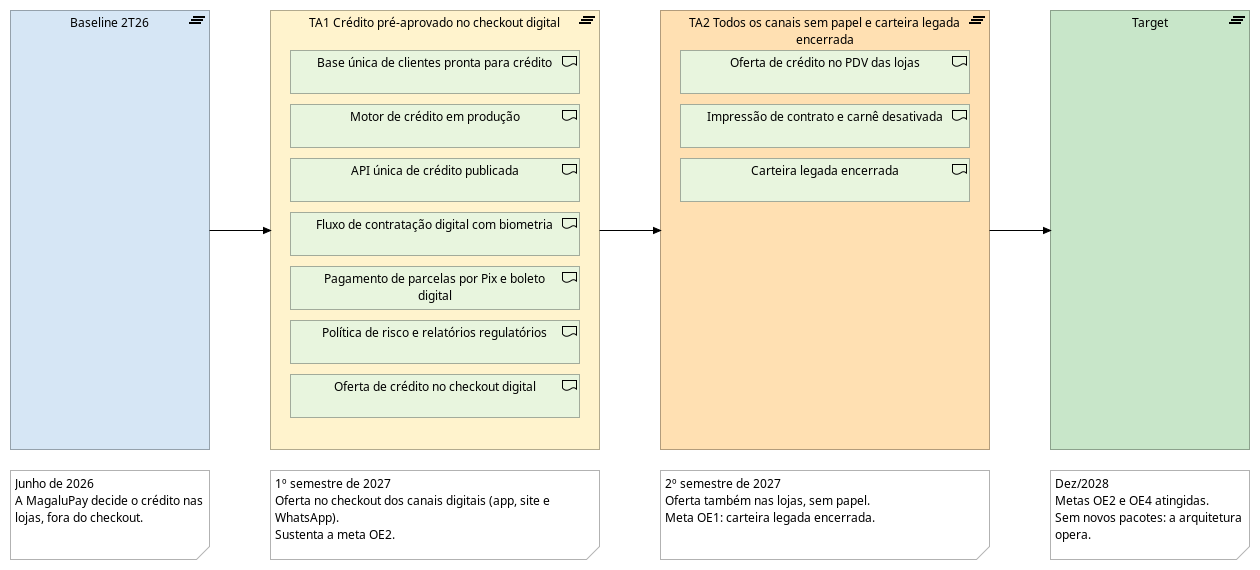 Baseline 2T26
TA1 Crédito pré-aprovado no checkout digital
TA2 Todos os canais sem papel e carteira legada
encerrada
Target
Base única de clientes pronta para crédito
Motor de crédito em produção
API única de crédito publicada
Fluxo de contratação digital com biometria
Pagamento de parcelas por Pix e boleto
digital
Política de risco e relatórios regulatórios
Oferta de crédito no checkout digital
Oferta de crédito no PDV das lojas
Impressão de contrato e carnê desativada
Carteira legada encerrada
Junho de 2026
A MagaluPay decide o crédito nas
lojas, fora do checkout.
1º semestre de 2027
Oferta no checkout dos canais digitais (app, site e
WhatsApp).
Sustenta a meta OE2.
2º semestre de 2027
Oferta também nas lojas, sem papel.
Meta OE1: carteira legada encerrada.
Dez/2028
Metas OE2 e OE4 atingidas.
Sem novos pacotes: a arquitetura
opera.